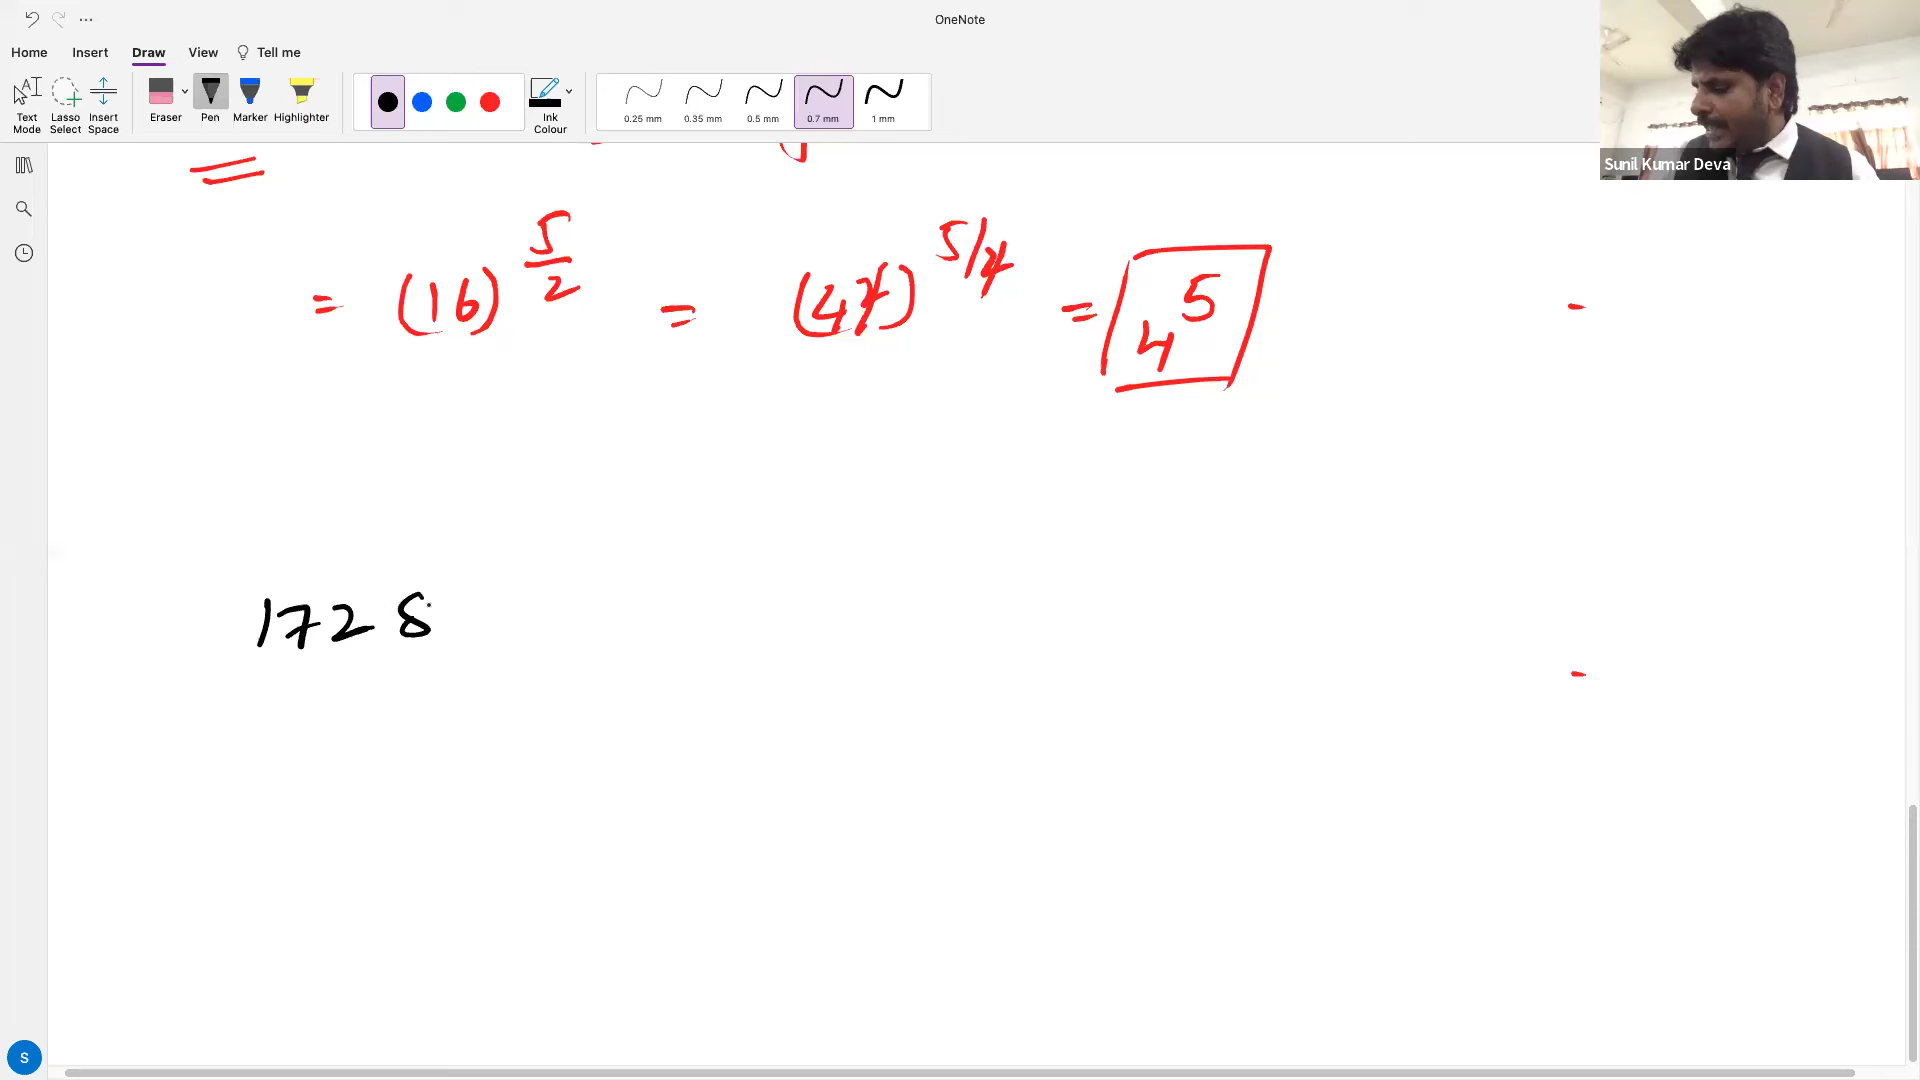 OneNote
Home Insert Draw View Tell me
Text Mode Lasso Select Insert Space Eraser Pen Marker Highlighter Ink Colour 0.25 mm 0.35 mm 0.5 mm 0.7 mm 1 mm
Sunil Kumar Deva
= (16)^5/2 = (4^2)^5/2 = 4^5
1728
S